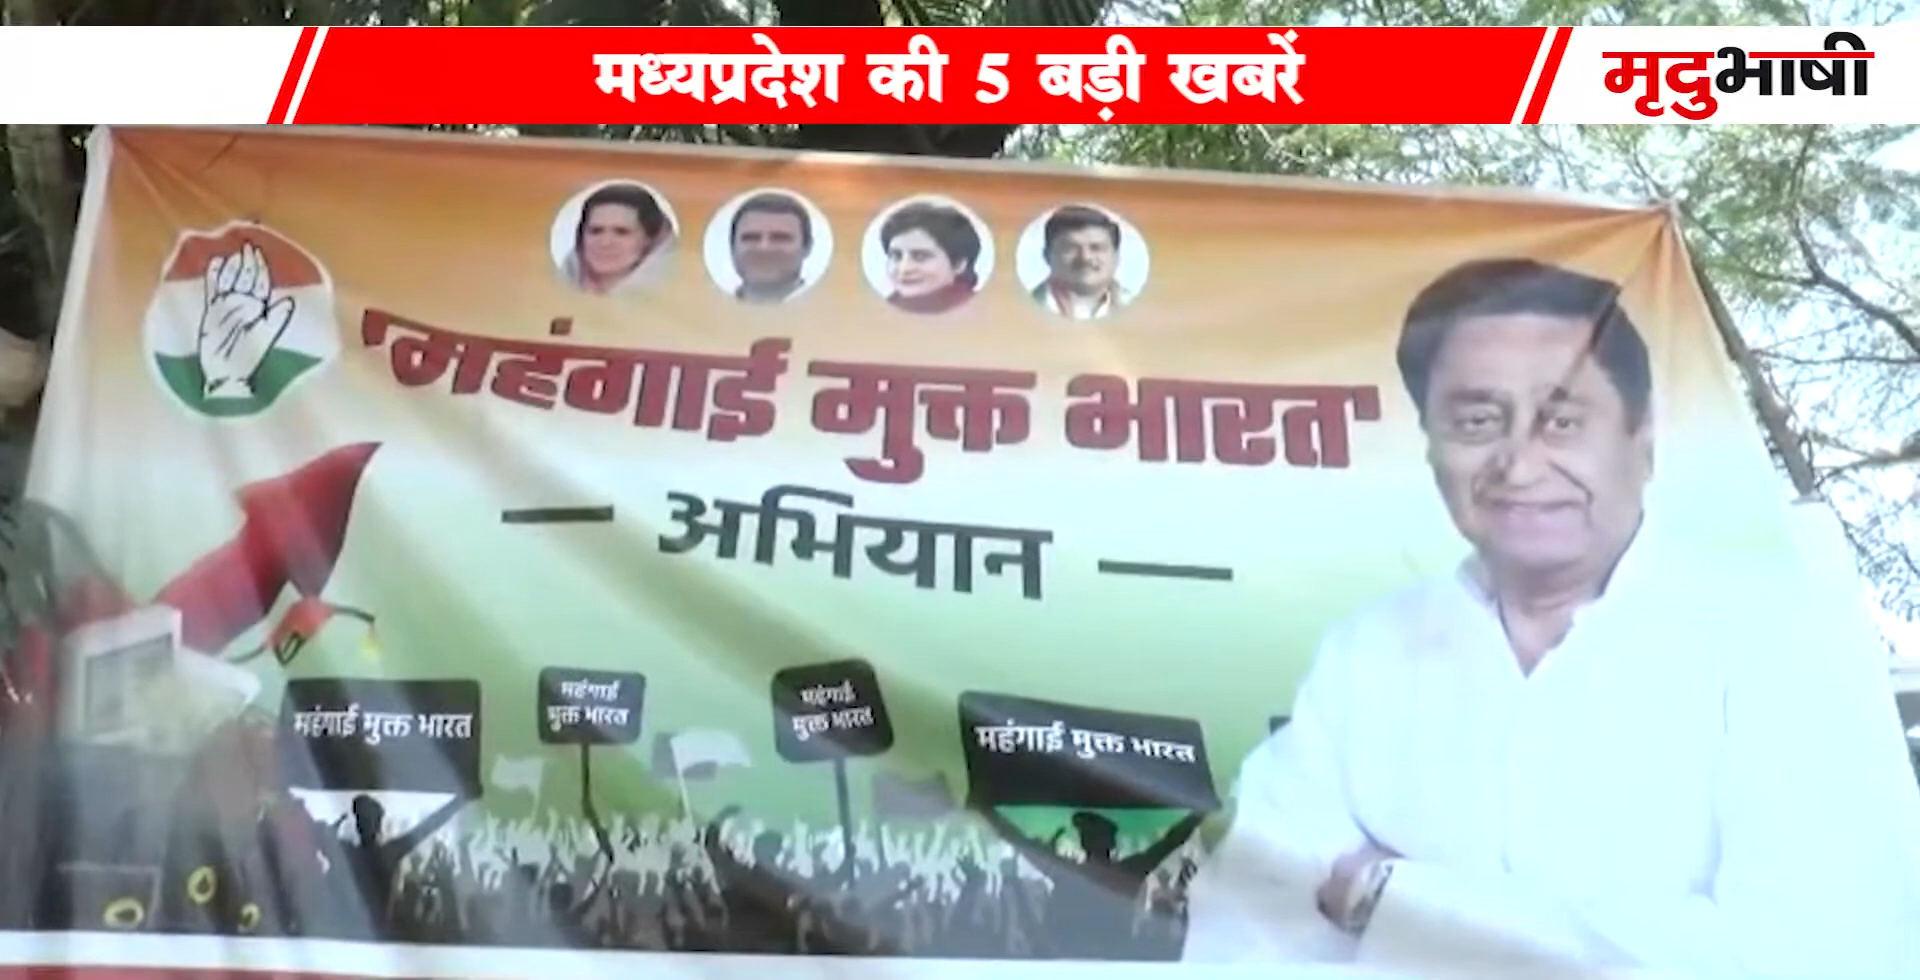 मध्यप्रदेश की 5 बड़ी खबरें
मृदुभाषी
'महंगाई मुक्त भारत'
— अभियान —
महंगाई मुक्त भारत
महंगाई
मुक्त भारत
महंगाई
मुक्त भारत
महंगाई मुक्त भारत